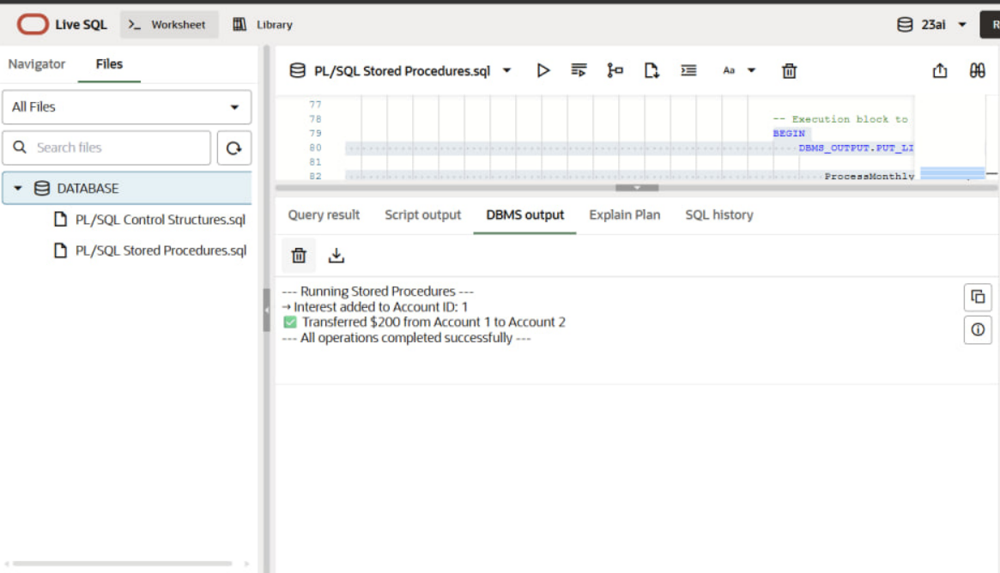 Live SQL
Worksheet
Library
23ai
Navigator
Files
All Files
Search files
DATABASE
PL/SQL Control Structures.sql
PL/SQL Stored Procedures.sql
PL/SQL Stored Procedures.sql
Aa
77
78 -- Execution block to
79 BEGIN
80 DBMS_OUTPUT.PUT_LI
81
82 ProcessMonthly
Query result
Script output
DBMS output
Explain Plan
SQL history
--- Running Stored Procedures ---
→ Interest added to Account ID: 1
✅ Transferred $200 from Account 1 to Account 2
--- All operations completed successfully ---